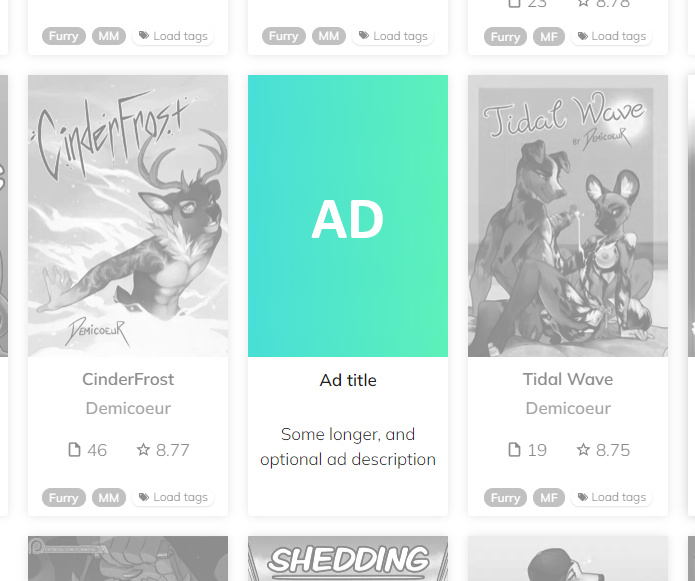 23 8.78
Furry MM Load tags
Furry MM Load tags
Furry MF Load tags
CinderFrost
DEMICOEUR
CinderFrost
Demicoeur
46 8.77
Furry MM Load tags
AD
Ad title
Some longer, and
optional ad description
Tidal Wave
BY DEMICOEUR
Tidal Wave
Demicoeur
19 8.75
Furry MF Load tags
SHEDDING